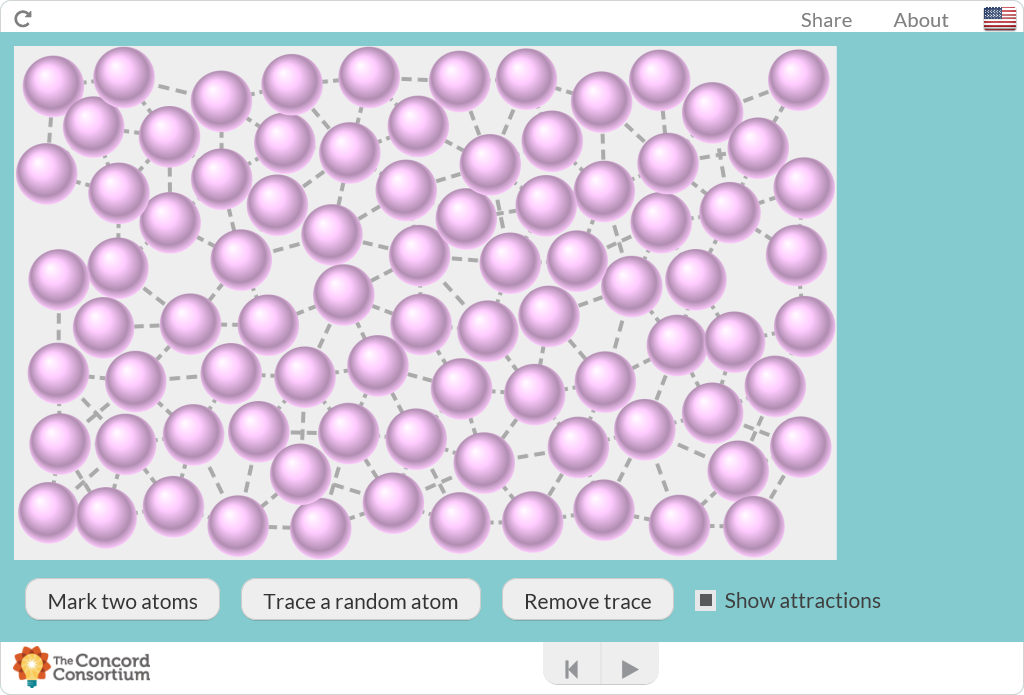 Share About
Mark two atoms Trace a random atom Remove trace Show attractions
The Concord
Consortium